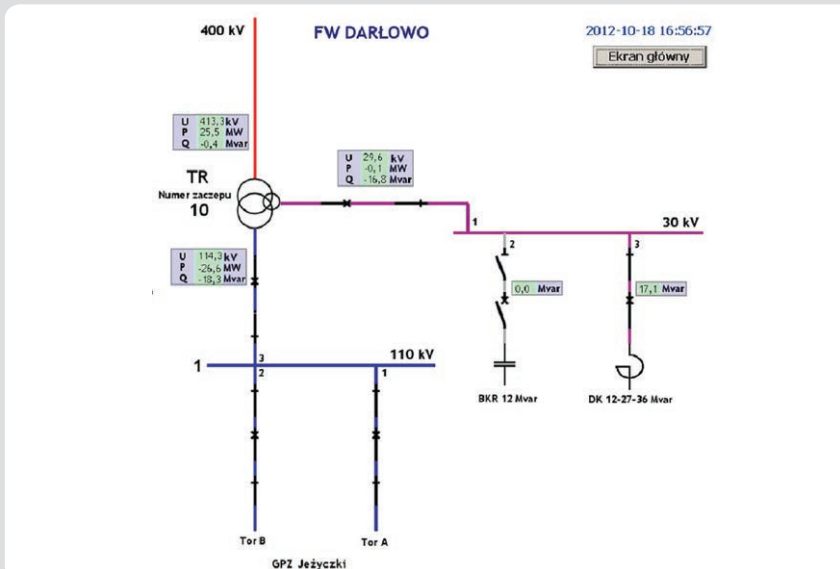 400 kV
FW DARŁOWO
2012-10-18 16:56:57
Ekran główny
U 413,3 kV
P 25,5 MW
Q -0,4 Mvar
U 29,6 kV
P -0,1 MW
Q -16,8 Mvar
TR
Numer zaczepu
10
1
30 kV
2
3
U 114,3 kV
P -26,6 MW
Q -18,3 Mvar
0,0 Mvar
17,1 Mvar
3
1
110 kV
2
1
BKR 12 Mvar
DK 12-27-36 Mvar
Tor B
Tor A
GPZ Jeżyczki